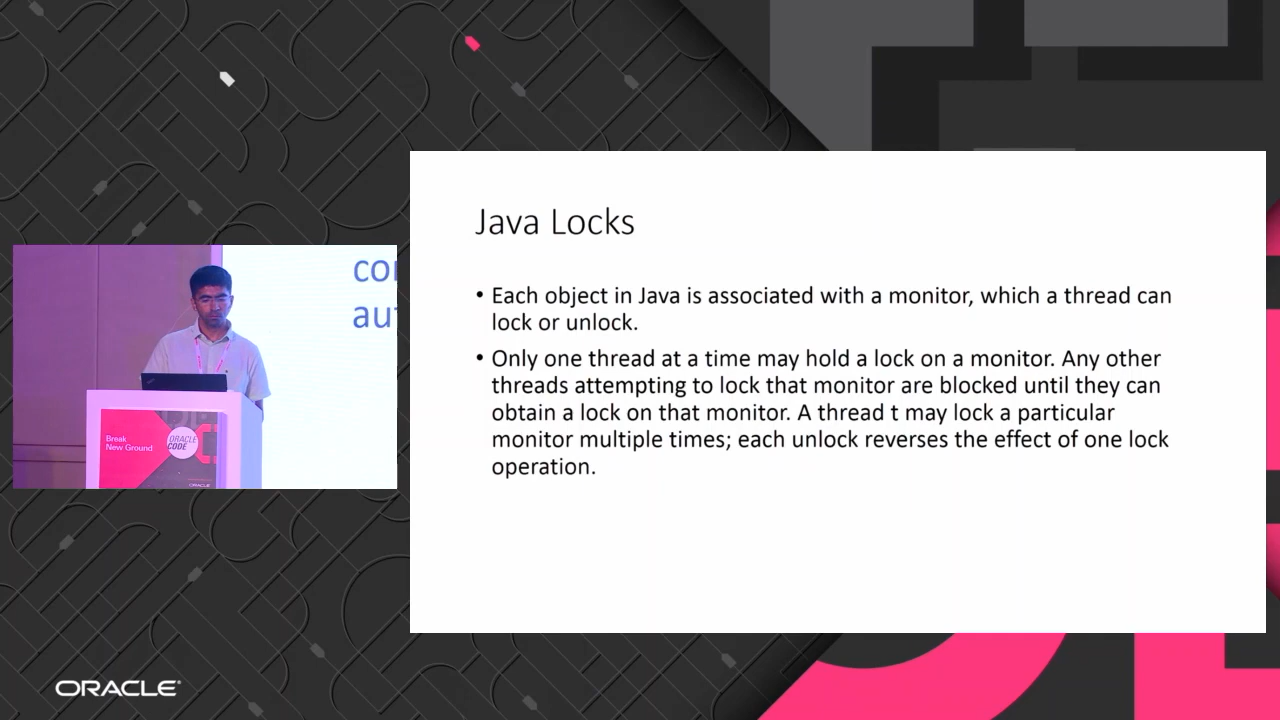 Java Locks
• Each object in Java is associated with a monitor, which a thread can
lock or unlock.
• Only one thread at a time may hold a lock on a monitor. Any other
threads attempting to lock that monitor are blocked until they can
obtain a lock on that monitor. A thread t may lock a particular
monitor multiple times; each unlock reverses the effect of one lock
operation.
Break
New Ground
ORACLE
CODE
ORACLE
ORACLE